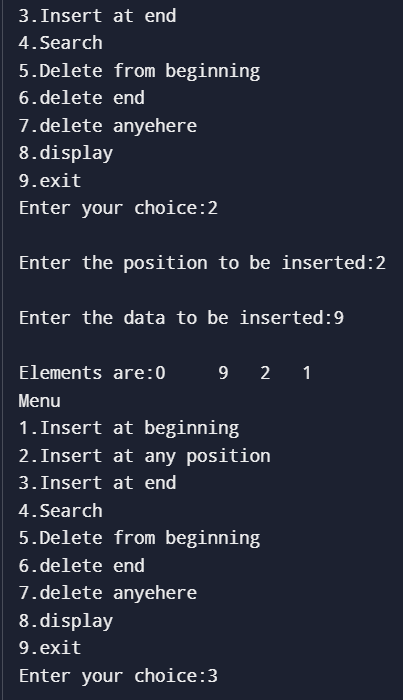 3.Insert at end
4.Search
5.Delete from beginning
6.delete end
7.delete anyehere
8.display
9.exit
Enter your choice:2
Enter the position to be inserted:2
Enter the data to be inserted:9
Elements are:0     9   2   1
Menu
1.Insert at beginning
2.Insert at any position
3.Insert at end
4.Search
5.Delete from beginning
6.delete end
7.delete anyehere
8.display
9.exit
Enter your choice:3